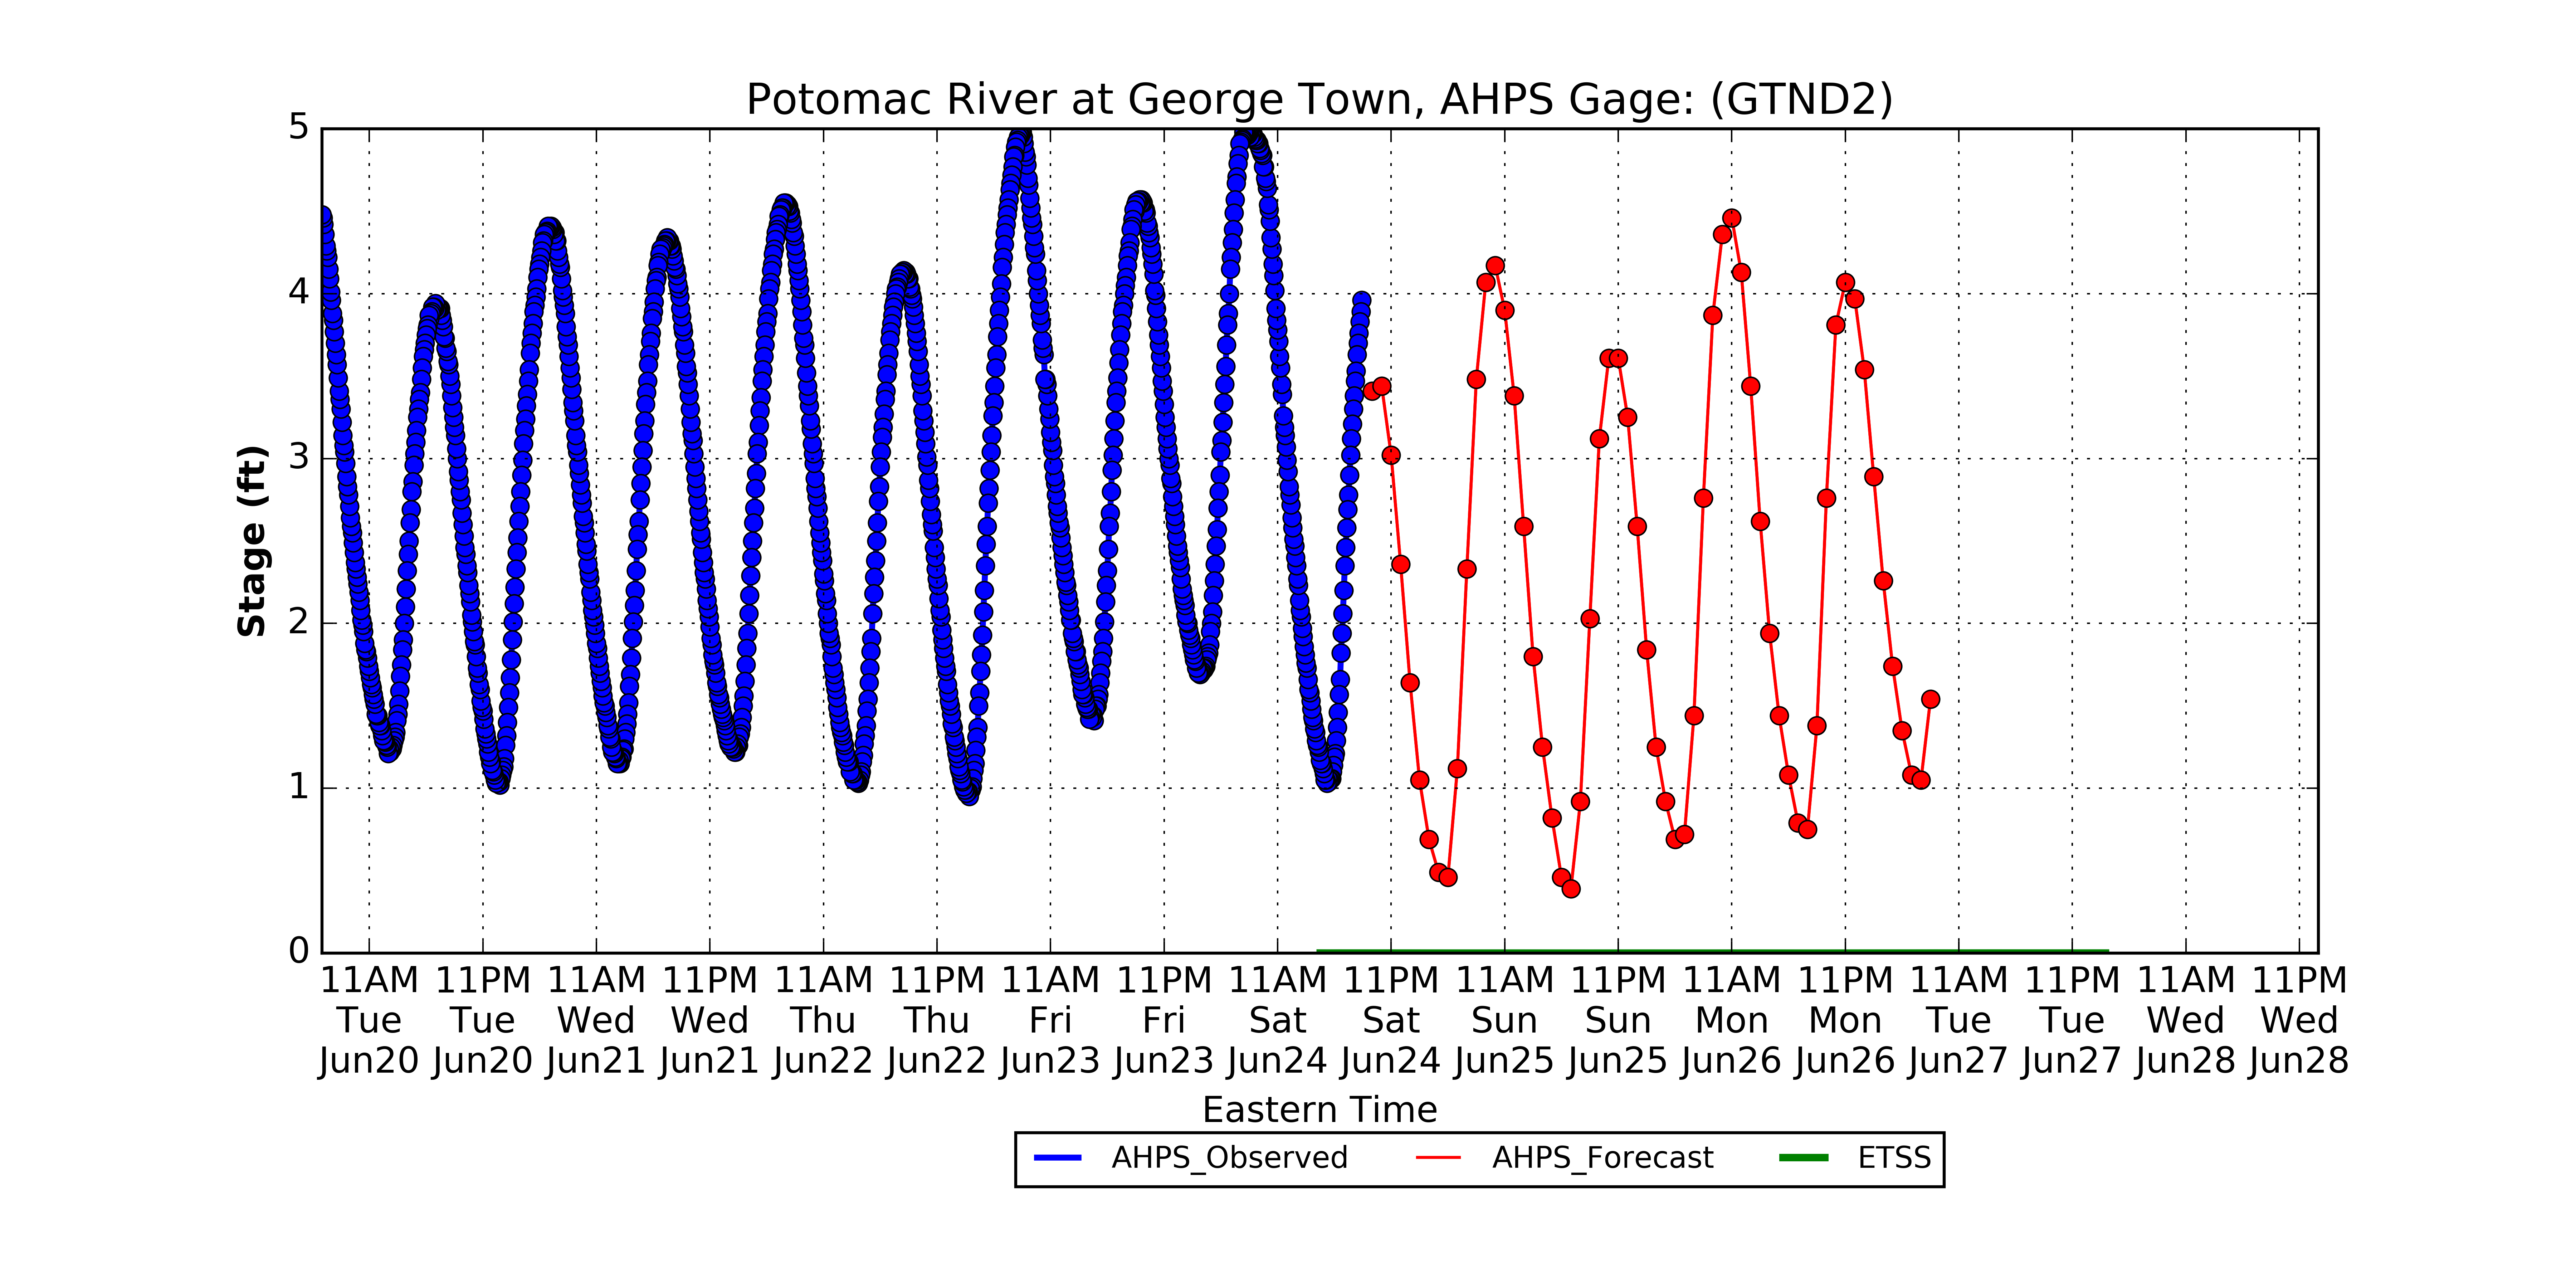 Potomac River at George Town, AHPS Gage: (GTND2)
Stage (ft)
5
4
3
2
1
0
11AM 11PM 11AM 11PM 11AM 11PM 11AM 11PM 11AM 11PM 11AM 11PM 11AM 11PM 11AM 11PM 11AM 11PM
Tue Tue Wed Wed Thu Thu Fri Fri Sat Sat Sun Sun Mon Mon Tue Tue Wed Wed
Jun20 Jun20 Jun21 Jun21 Jun22 Jun22 Jun23 Jun23 Jun24 Jun24 Jun25 Jun25 Jun26 Jun26 Jun27 Jun27 Jun28 Jun28
Eastern Time
AHPS_Observed AHPS_Forecast ETSS